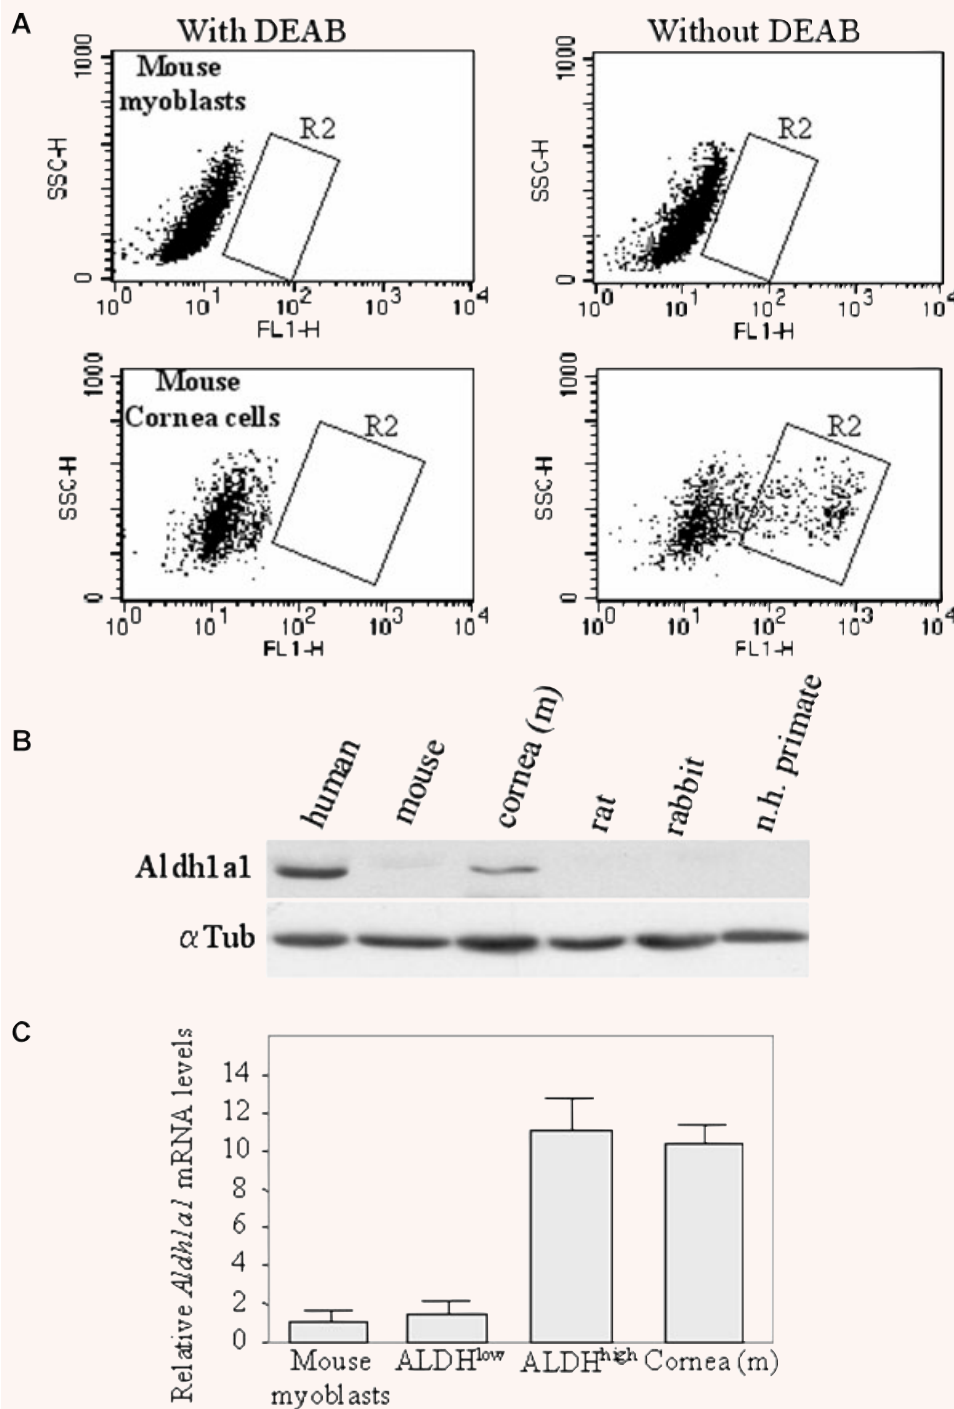 A
With DEAB
Without DEAB
1000
SSC-H
0
Mouse
myoblasts
R2
10^0 10^1 10^2 10^3 10^4
FL1-H
1000
SSC-H
0
R2
10^0 10^1 10^2 10^3 10^4
FL1-H
1000
SSC-H
0
Mouse
Cornea cells
R2
10^0 10^1 10^2 10^3 10^4
FL1-H
1000
SSC-H
0
R2
10^0 10^1 10^2 10^3 10^4
FL1-H
B
human
mouse
cornea (m)
rat
rabbit
n.h. primate
Aldh1a1
αTub
C
Relative Aldh1a1 mRNA levels
14
12
10
8
6
4
2
0
Mouse
myoblasts
ALDH^low
ALDH^high
Cornea (m)